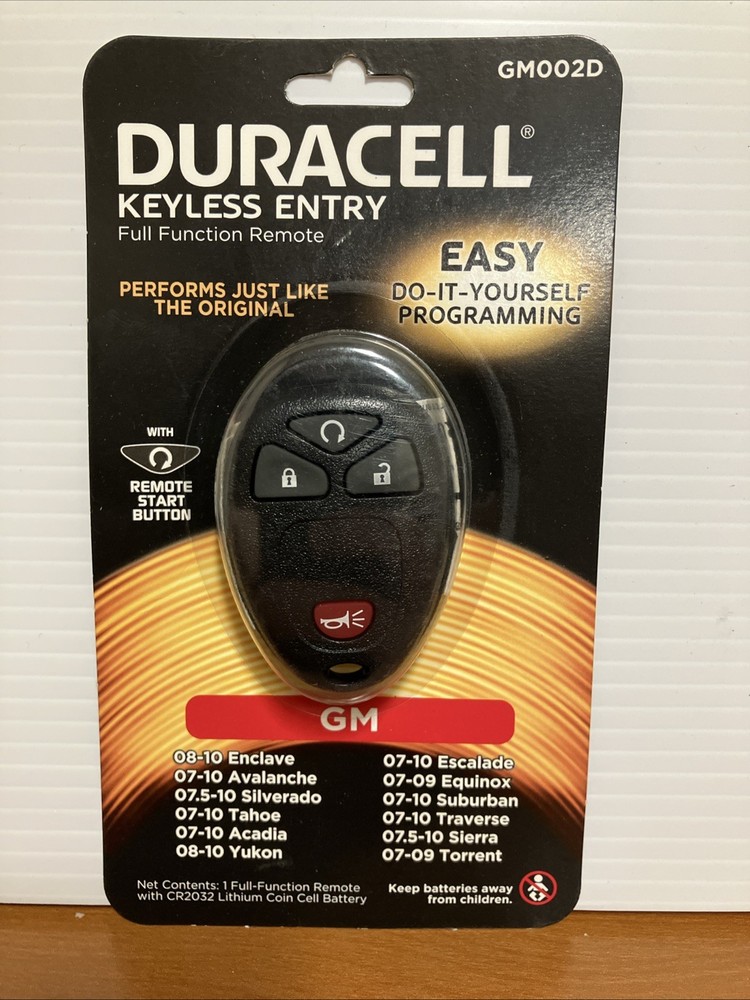 GM002D
DURACELL®
KEYLESS ENTRY
Full Function Remote
EASY
DO-IT-YOURSELF
PROGRAMMING
PERFORMS JUST LIKE
THE ORIGINAL
WITH
REMOTE
START
BUTTON
GM
08-10 Enclave
07-10 Avalanche
07.5-10 Silverado
07-10 Tahoe
07-10 Acadia
08-10 Yukon
07-10 Escalade
07-09 Equinox
07-10 Suburban
07-10 Traverse
07.5-10 Sierra
07-09 Torrent
Net Contents: 1 Full-Function Remote
with CR2032 Lithium Coin Cell Battery
Keep batteries away
from children.